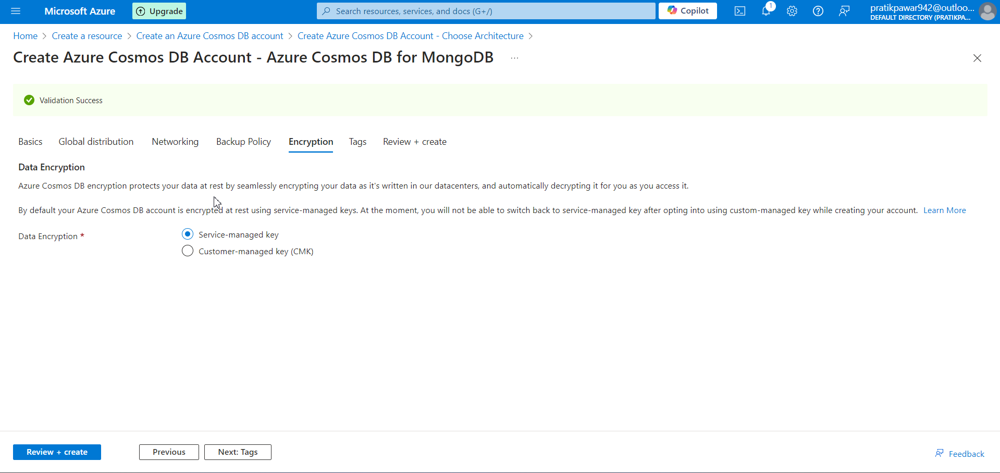 Microsoft Azure
Upgrade
Search resources, services, and docs (G+/)
Copilot
1
pratikpawar942@outloo...
DEFAULT DIRECTORY (PRATIKPA...
Home > Create a resource > Create an Azure Cosmos DB account > Create Azure Cosmos DB Account - Choose Architecture >
Create Azure Cosmos DB Account - Azure Cosmos DB for MongoDB ...
Validation Success
Basics Global distribution Networking Backup Policy Encryption Tags Review + create
Data Encryption
Azure Cosmos DB encryption protects your data at rest by seamlessly encrypting your data as it's written in our datacenters, and automatically decrypting it for you as you access it.
By default your Azure Cosmos DB account is encrypted at rest using service-managed keys. At the moment, you will not be able to switch back to service-managed key after opting into using custom-managed key while creating your account. Learn More
Data Encryption *
Service-managed key
Customer-managed key (CMK)
Review + create
Previous
Next: Tags
Feedback